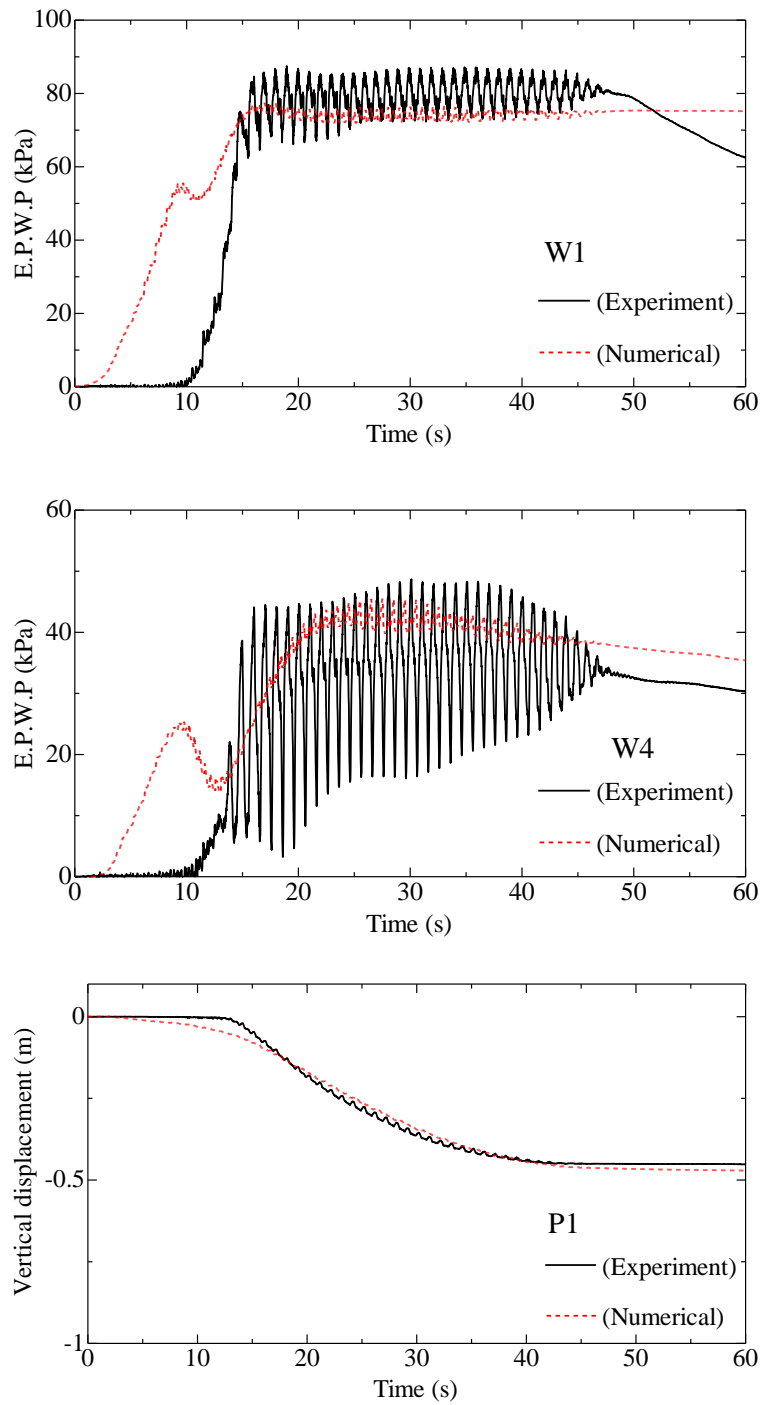 100
80
60
40
20
0
E.P.W.P (kPa)
W1
(Experiment)
(Numerical)
0 10 20 30 40 50 60
Time (s)
60
40
20
0
E.P.W.P (kPa)
W4
(Experiment)
(Numerical)
0 10 20 30 40 50 60
Time (s)
0
-0.5
-1
Vertical displacement (m)
P1
(Experiment)
(Numerical)
0 10 20 30 40 50 60
Time (s)